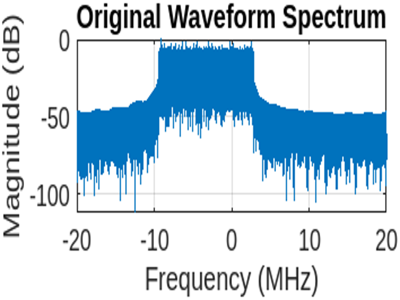 Original Waveform Spectrum
Magnitude (dB)
0
-50
-100
-20 -10 0 10 20
Frequency (MHz)